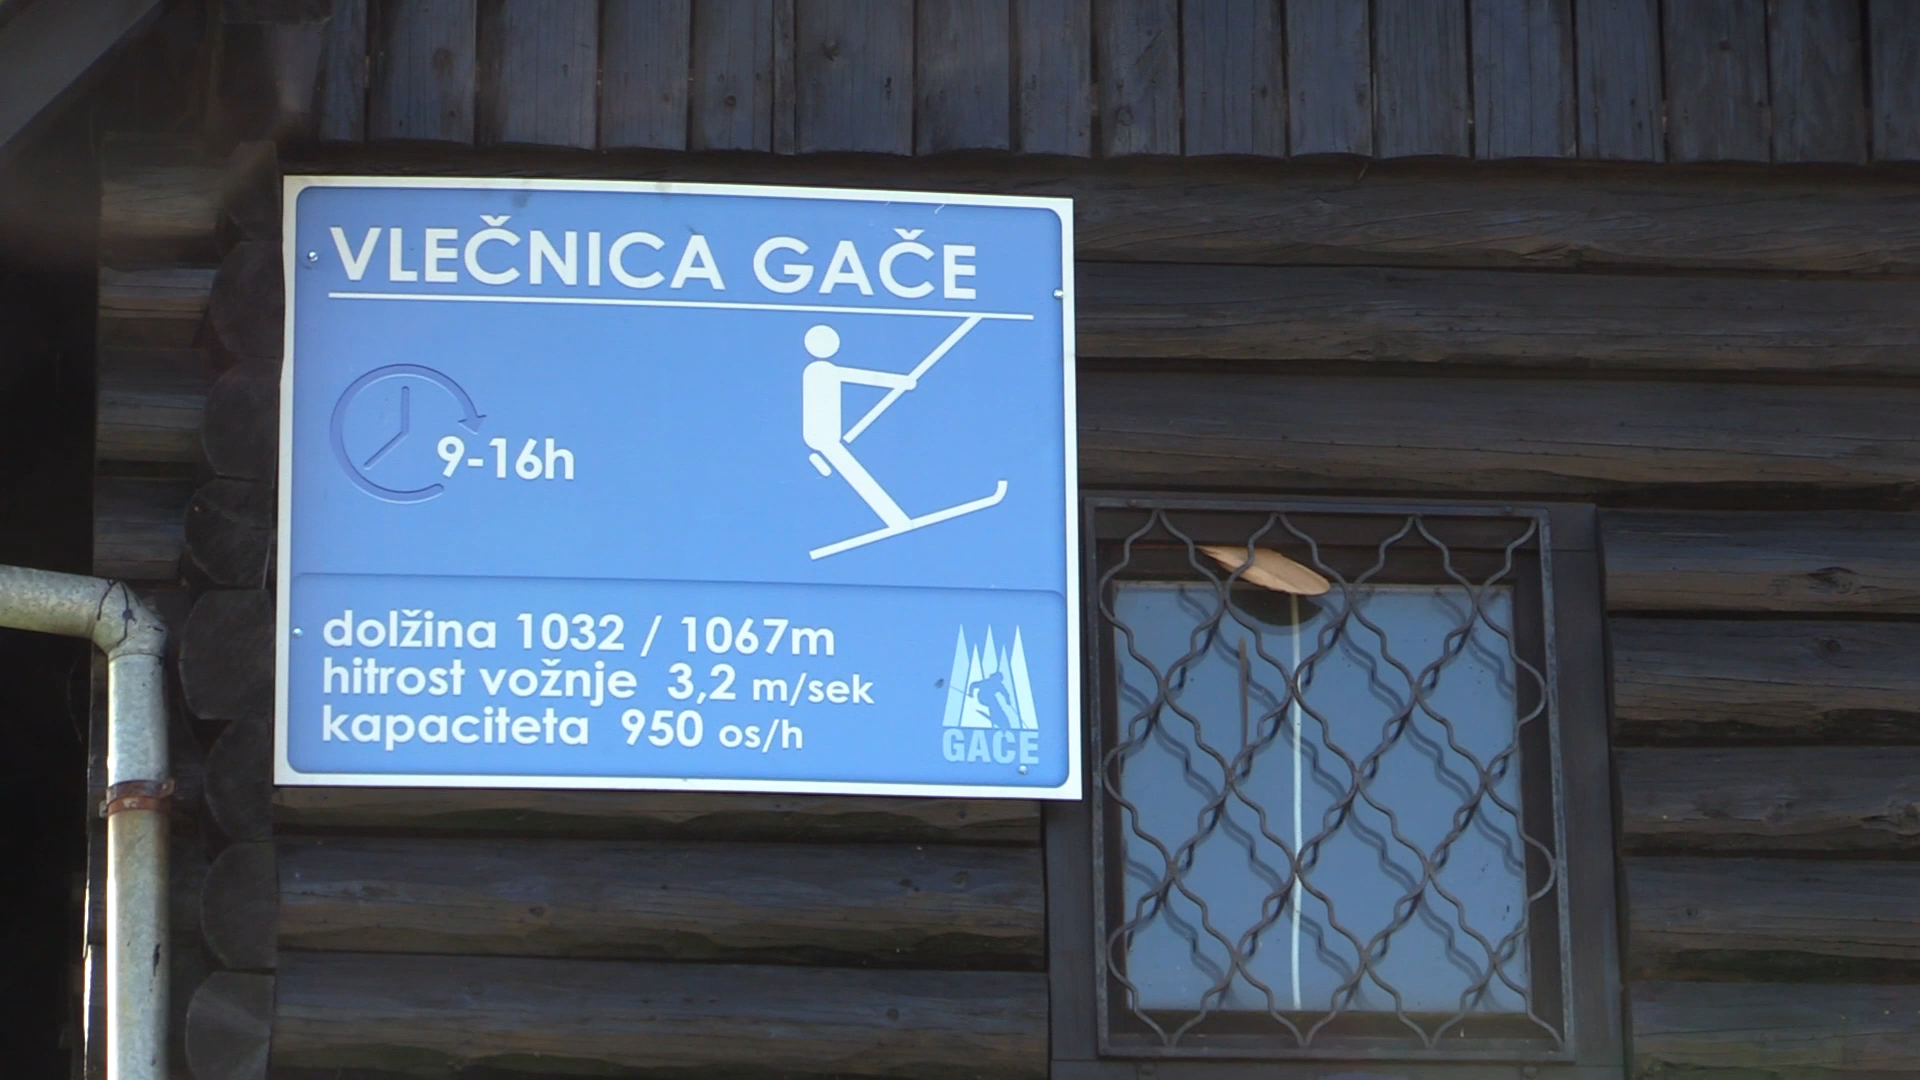 VLEČNICA GAČE
9-16h
dolžina 1032 / 1067m
hitrost vožnje 3,2 m/sek
kapaciteta 950 os/h
GAČE